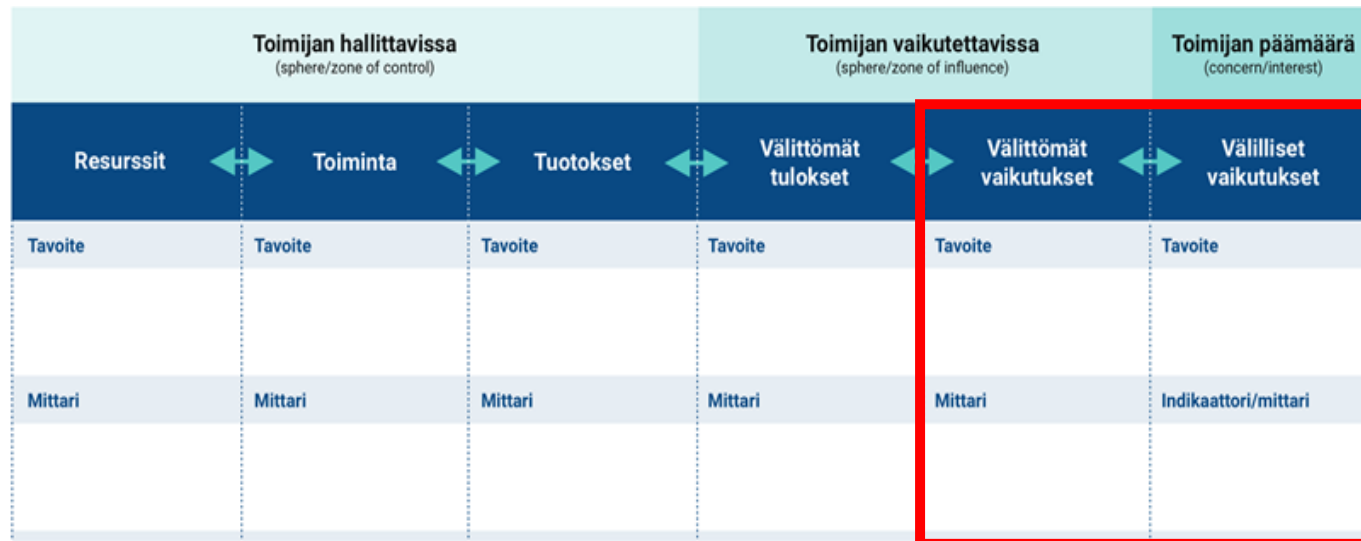 Toimijan hallittavissa
(sphere/zone of control)
Toimijan vaikutettavissa
(sphere/zone of influence)
Toimijan päämäärä
(concern/interest)
Resurssit
Toiminta
Tuotokset
Välittömät
tulokset
Välittömät
vaikutukset
Välilliset
vaikutukset
Tavoite
Tavoite
Tavoite
Tavoite
Tavoite
Tavoite
Mittari
Mittari
Mittari
Mittari
Mittari
Indikaattori/mittari